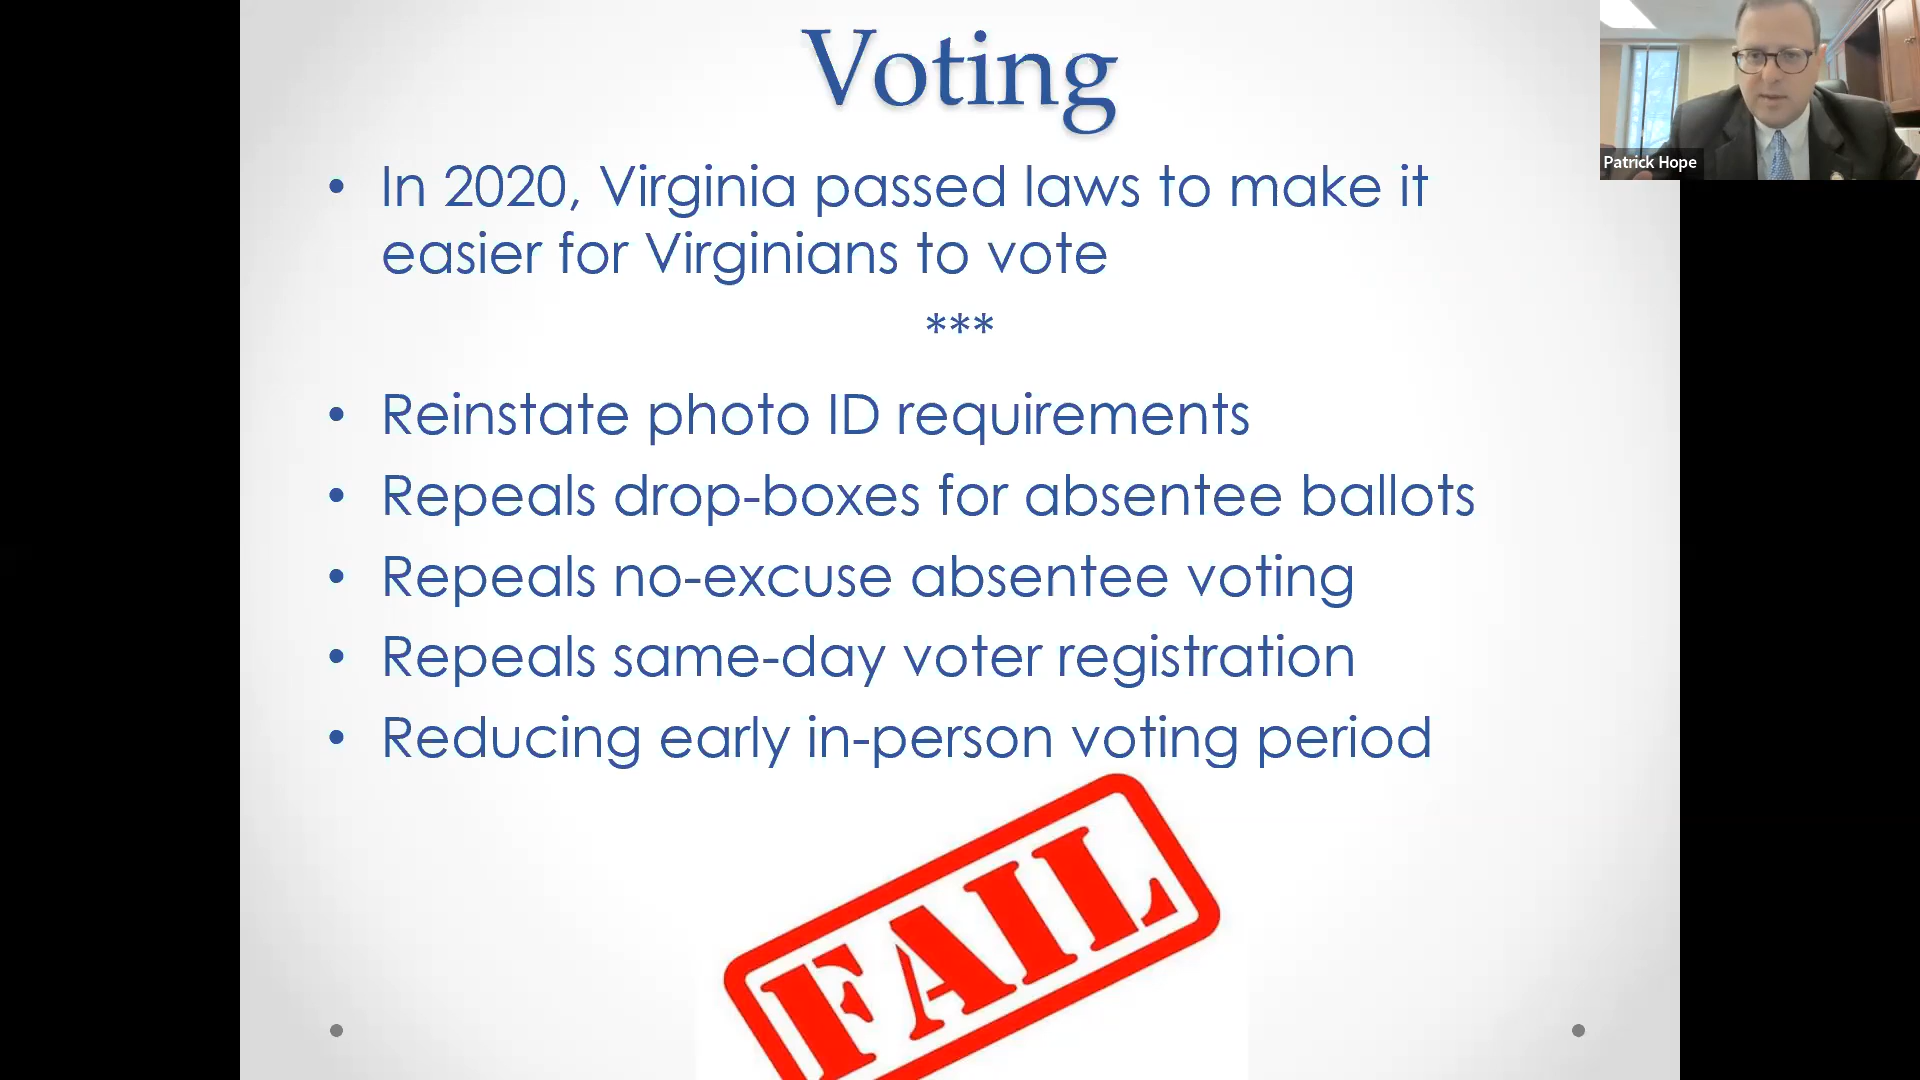 Voting
Patrick Hope
• In 2020, Virginia passed laws to make it
easier for Virginians to vote
***
• Reinstate photo ID requirements
• Repeals drop-boxes for absentee ballots
• Repeals no-excuse absentee voting
• Repeals same-day voter registration
• Reducing early in-person voting period
FAIL